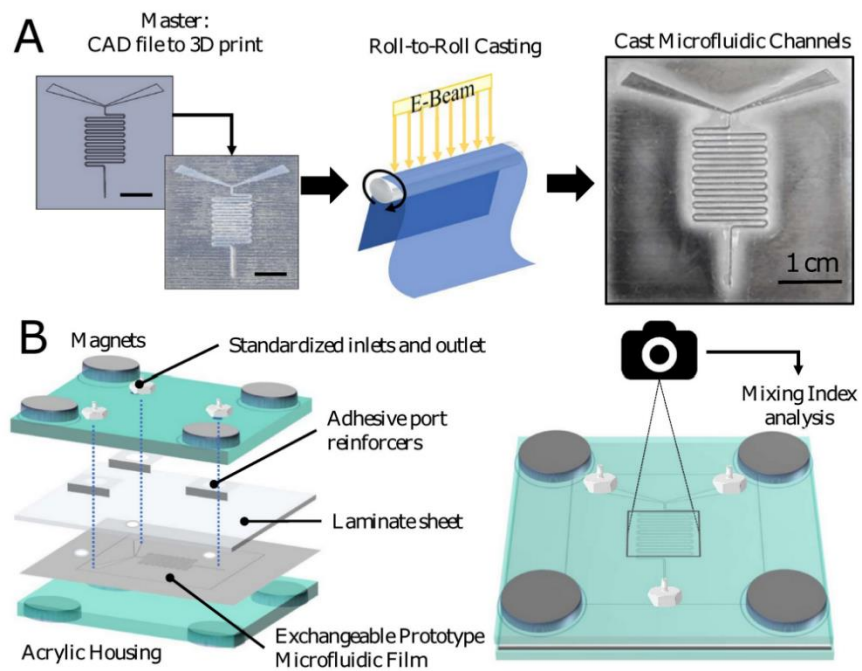 A
Master:
CAD file to 3D print
Roll-to-Roll Casting
Cast Microfluidic Channels
E-Beam
1 cm
B
Magnets
Standardized inlets and outlet
Adhesive port
reinforcers
Laminate sheet
Exchangeable Prototype
Microfluidic Film
Acrylic Housing
Mixing Index
analysis